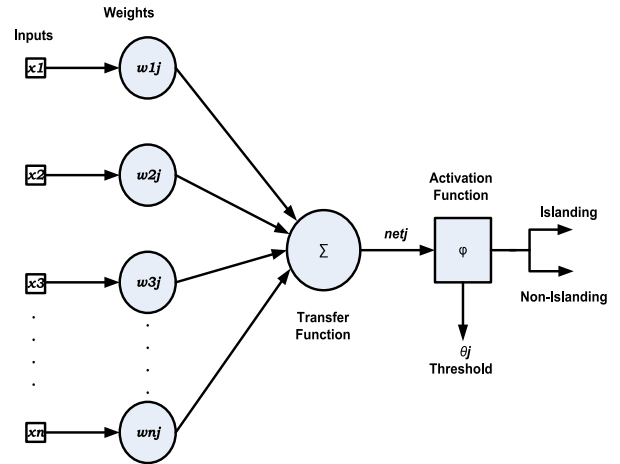 Weights
Inputs
x1
w1j
x2
w2j
Activation
Function
Islanding
netj
Σ
φ
x3
w3j
Non-Islanding
Transfer
Function
θj
Threshold
xn
wnj